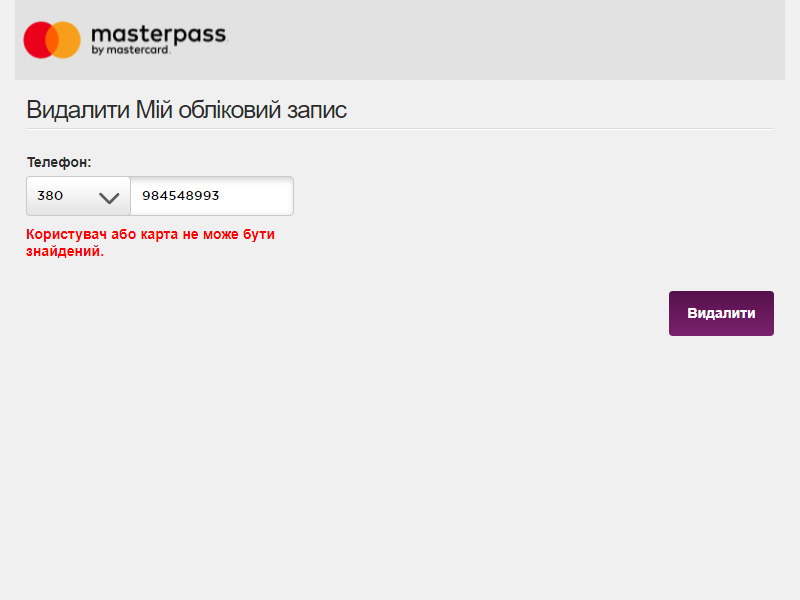 masterpass
by mastercard.
Видалити Мій обліковий запис
Телефон:
380 984548993
Користувач або карта не може бути
знайдений.
Видалити